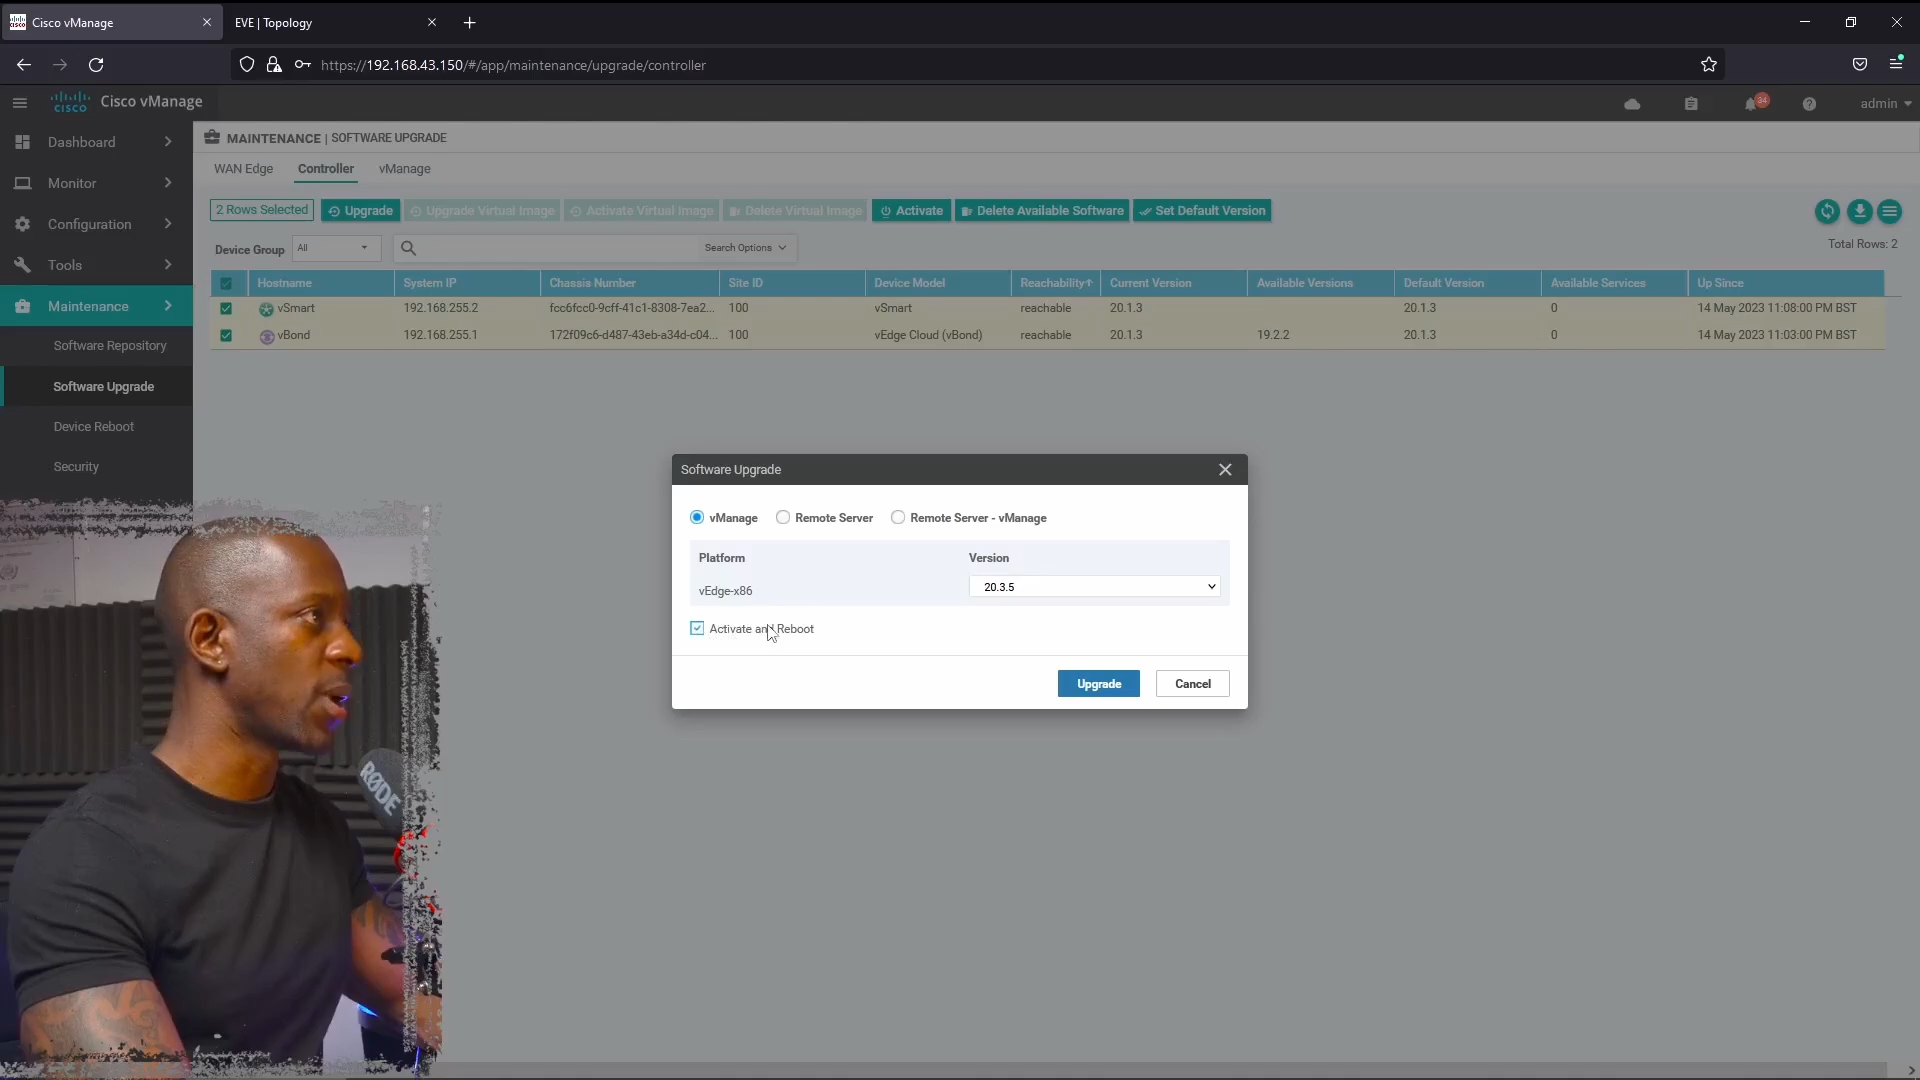 Cisco vManage
EVE | Topology
https://192.168.43.150/#/app/maintenance/upgrade/controller
cisco
Cisco vManage
34
admin
Dashboard
Monitor
Configuration
Tools
Maintenance
Software Repository
Software Upgrade
Device Reboot
Security
MAINTENANCE | SOFTWARE UPGRADE
WAN Edge Controller vManage
2 Rows Selected Upgrade Upgrade Virtual Image Activate Virtual Image Delete Virtual Image Activate Delete Available Software Set Default Version
Device Group All Search Options
Total Rows: 2
Hostname System IP Chassis Number Site ID Device Model Reachability Current Version Available Versions Default Version Available Services Up Since
vSmart 192.168.255.2 fcc6fcc0-9cff-41c1-8308-7ea2... 100 vSmart reachable 20.1.3 20.1.3 0 14 May 2023 11:08:00 PM BST
vBond 192.168.255.1 172f09c6-d487-43eb-a34d-c04... 100 vEdge Cloud (vBond) reachable 20.1.3 19.2.2 20.1.3 0 14 May 2023 11:03:00 PM BST
Software Upgrade
vManage Remote Server Remote Server - vManage
Platform Version
vEdge-x86 20.3.5
Activate and Reboot
Upgrade Cancel
RØDE